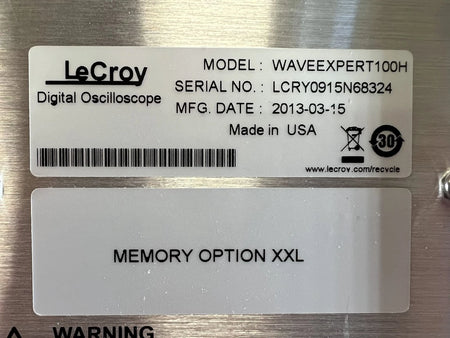 LeCroy
Digital Oscilloscope
MODEL : WAVEEXPERT100H
SERIAL NO. : LCRY0915N68324
MFG. DATE : 2013-03-15
Made in USA
30
www.lecroy.com/recycle
MEMORY OPTION XXL
WARNING